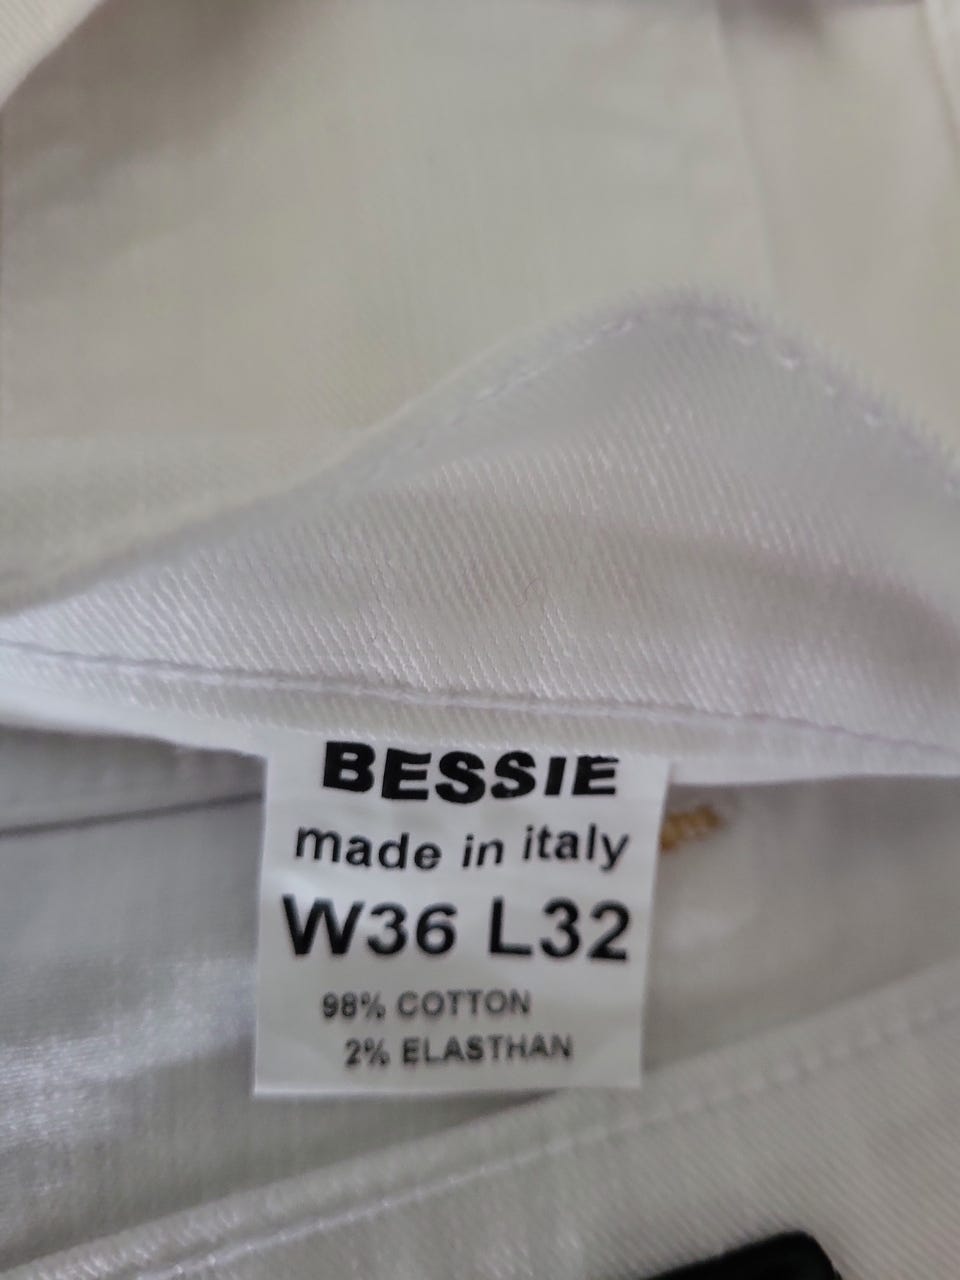 BESSIE
made in italy
W36 L32
98% COTTON
2% ELASTHAN